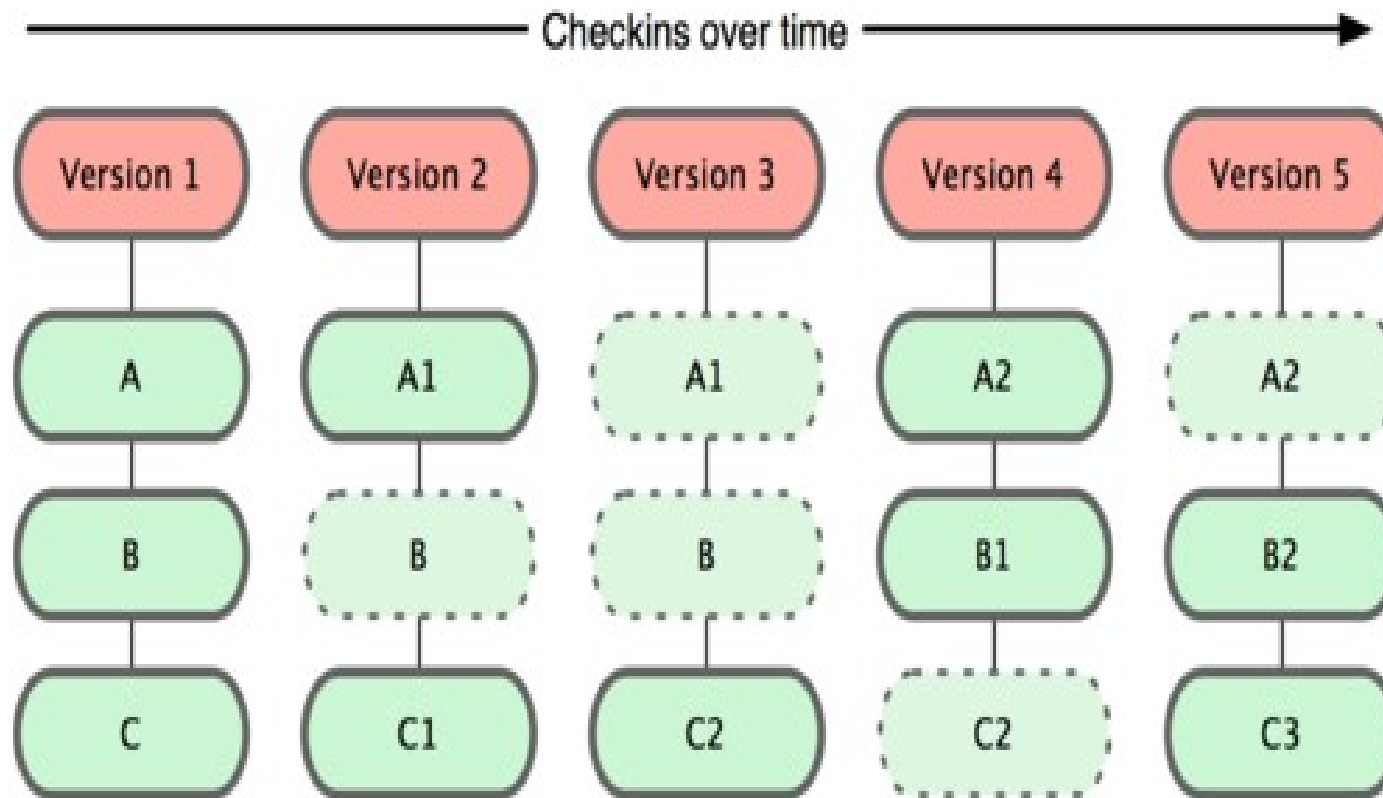 Checkins over time
Version 1 Version 2 Version 3 Version 4 Version 5
A A1 A1 A2 A2
B B B B1 B2
C C1 C2 C2 C3